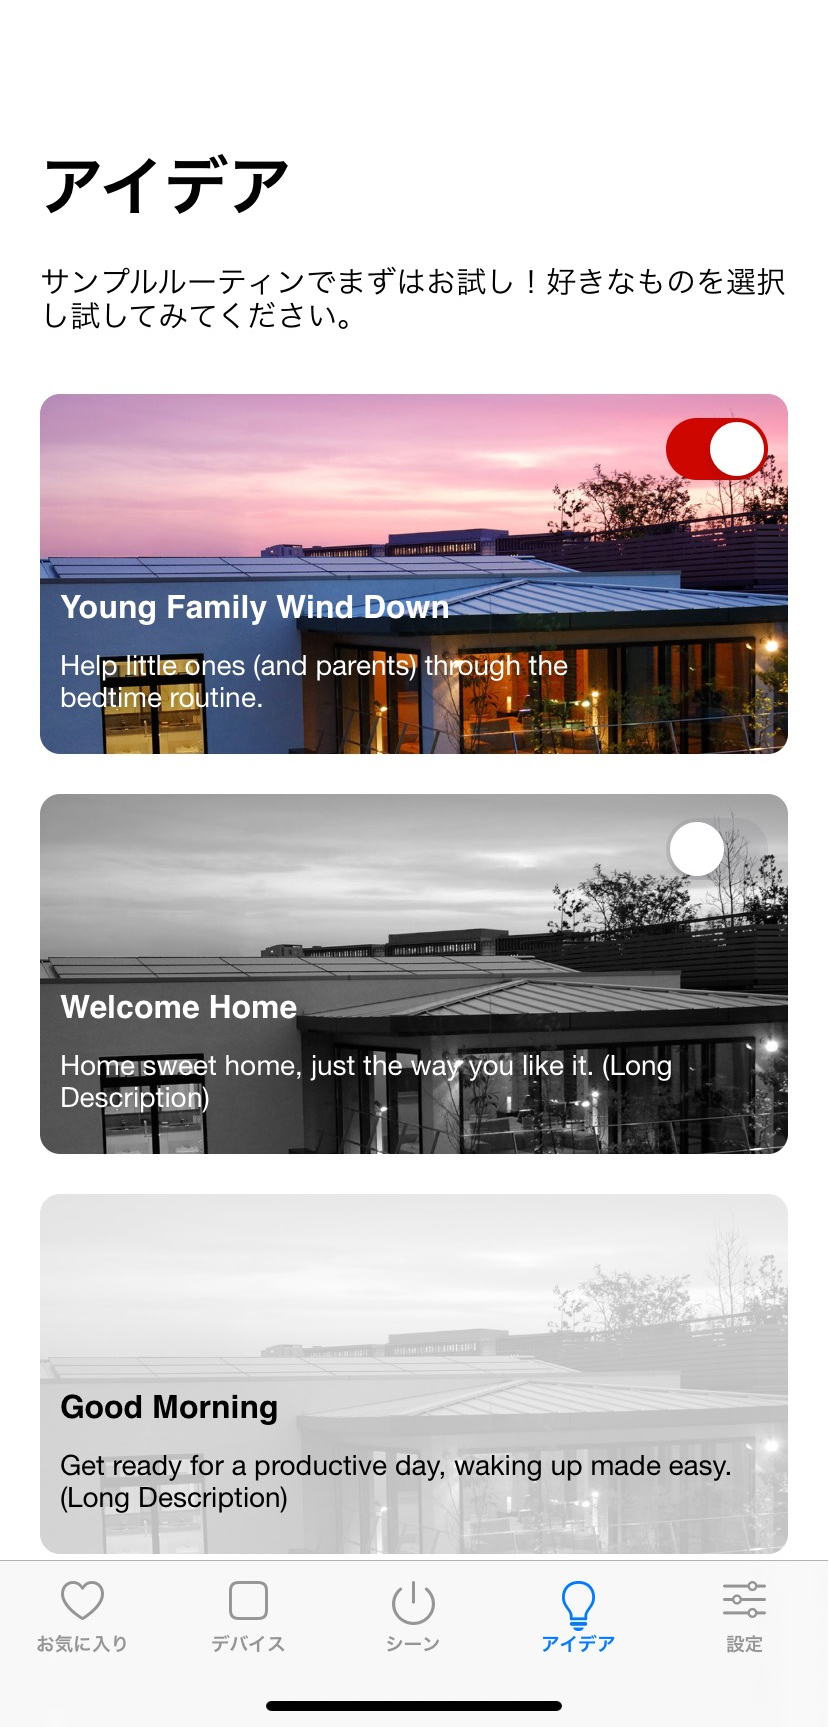 アイデア
サンプルルーティンでまずはお試し！好きなものを選択
し試してみてください。
Young Family Wind Down
Help little ones (and parents) through the
bedtime routine.
Welcome Home
Home sweet home, just the way you like it. (Long
Description)
Good Morning
Get ready for a productive day, waking up made easy.
(Long Description)
お気に入り
デバイス
シーン
アイデア
設定